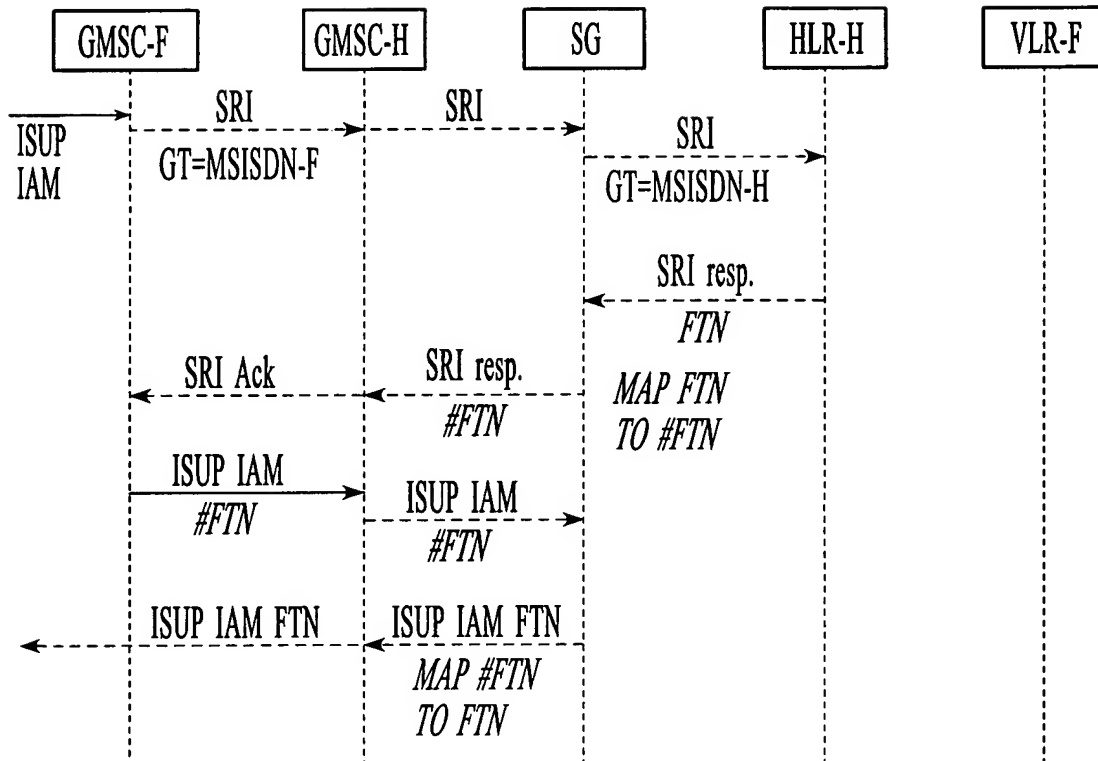 GMSC-F
GMSC-H
SG
HLR-H
VLR-F
SRI
SRI
ISUP
IAM
GT=MSISDN-F
SRI
GT=MSISDN-H
SRI resp.
FTN
SRI Ack
SRI resp.
#FTN
MAP FTN
TO #FTN
ISUP IAM
#FTN
ISUP IAM
#FTN
ISUP IAM FTN
ISUP IAM FTN
MAP #FTN
TO FTN